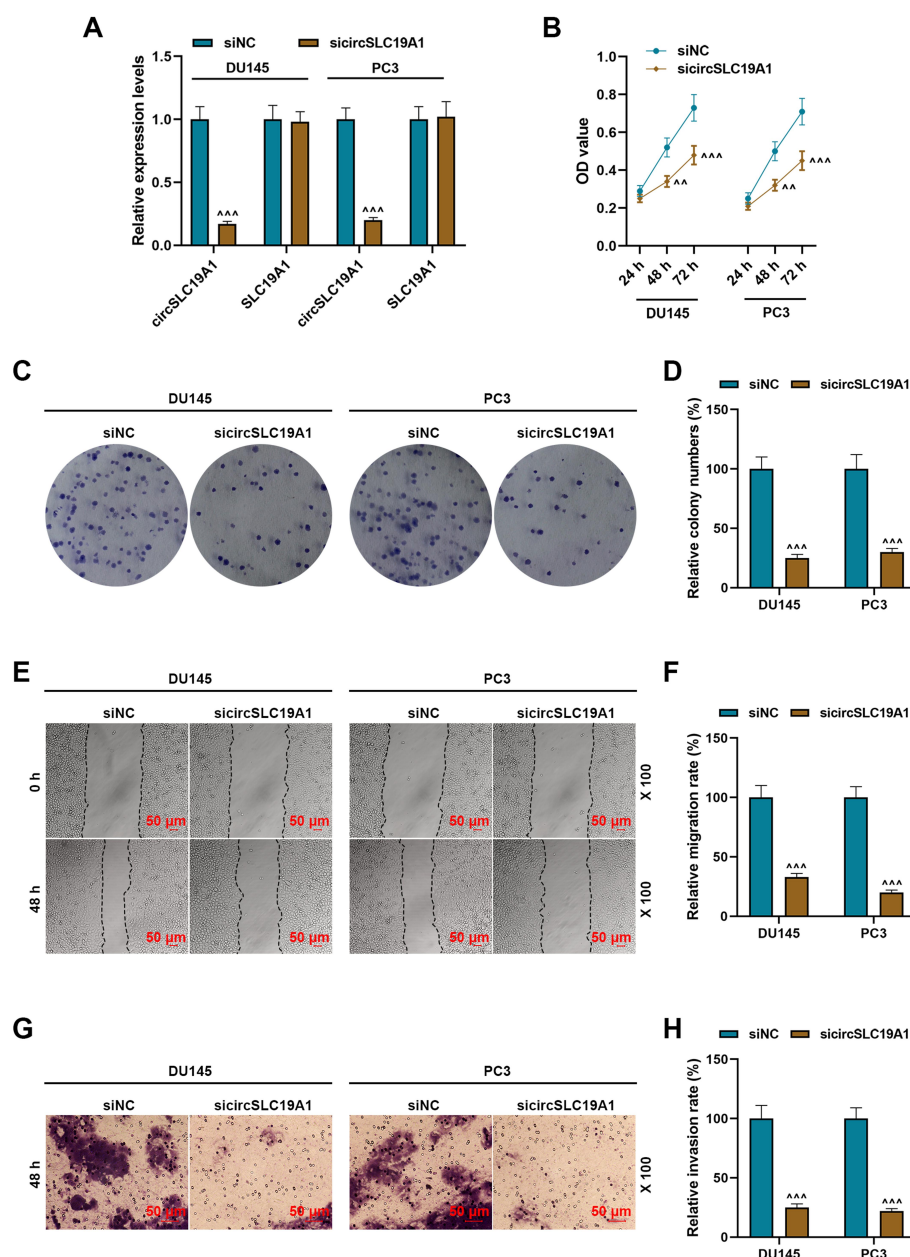 A
siNC
sicircSLC19A1
DU145
PC3
Relative expression levels
1.5
1.0
0.5
0.0
^^^
^^^
circSLC19A1
SLC19A1
circSLC19A1
SLC19A1
B
siNC
sicircSLC19A1
OD value
1.0
0.8
0.6
0.4
0.2
0.0
^^
^^^
^^
^^^
24 h
48 h
72 h
24 h
48 h
72 h
DU145
PC3
C
DU145
PC3
siNC
sicircSLC19A1
siNC
sicircSLC19A1
D
siNC
sicircSLC19A1
Relative colony numbers (%)
150
100
50
0
^^^
^^^
DU145
PC3
E
DU145
PC3
siNC
sicircSLC19A1
siNC
sicircSLC19A1
0 h
50 μm
50 μm
50 μm
50 μm
X 100
48 h
50 μm
50 μm
50 μm
50 μm
X 100
F
siNC
sicircSLC19A1
Relative migration rate (%)
150
100
50
0
^^^
^^^
DU145
PC3
G
DU145
PC3
siNC
sicircSLC19A1
siNC
sicircSLC19A1
48 h
50 μm
50 μm
50 μm
50 μm
X 100
H
siNC
sicircSLC19A1
Relative invasion rate (%)
150
100
50
0
^^^
^^^
DU145
PC3